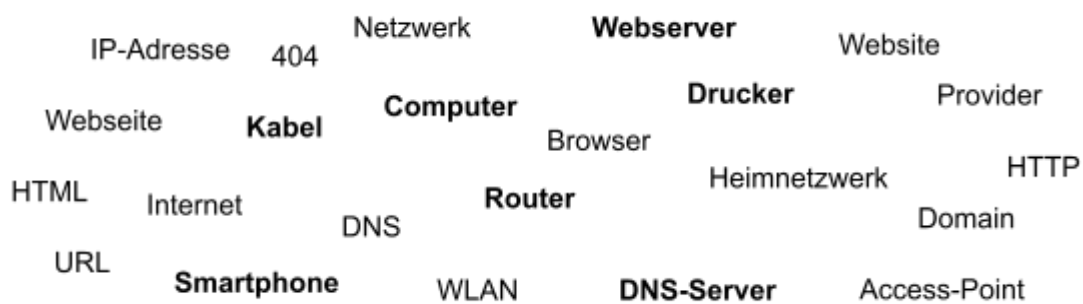 Netzwerk
Webserver
IP-Adresse
404
Website
Computer
Drucker
Provider
Webseite
Kabel
Browser
HTML
Internet
Router
Heimnetzwerk
HTTP
DNS
Domain
URL
Smartphone
WLAN
DNS-Server
Access-Point